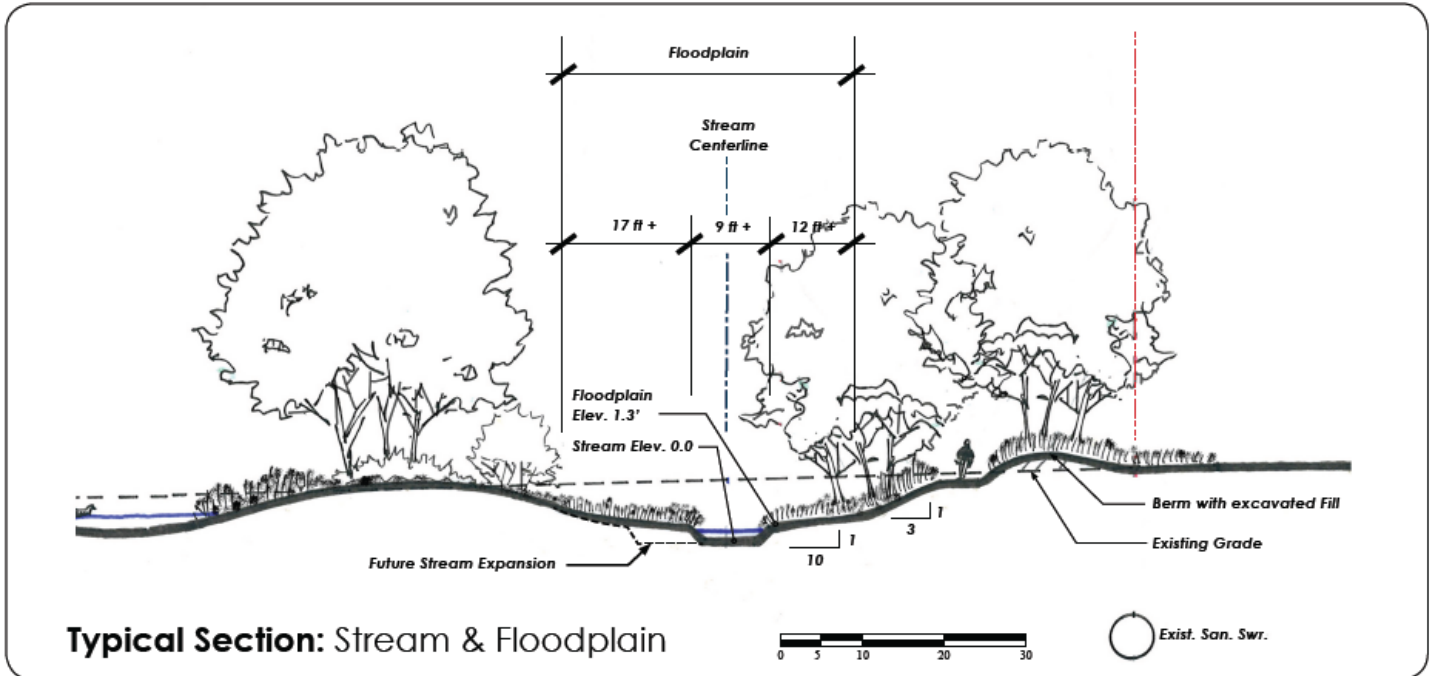 Floodplain
Stream
Centerline
17 ft +
9 ft +
12 ft +
Floodplain
Elev. 1.3'
Stream Elev. 0.0
1
3
1
10
Berm with excavated Fill
Existing Grade
Future Stream Expansion
Typical Section: Stream & Floodplain
0 5 10 20 30
Exist. San. Swr.